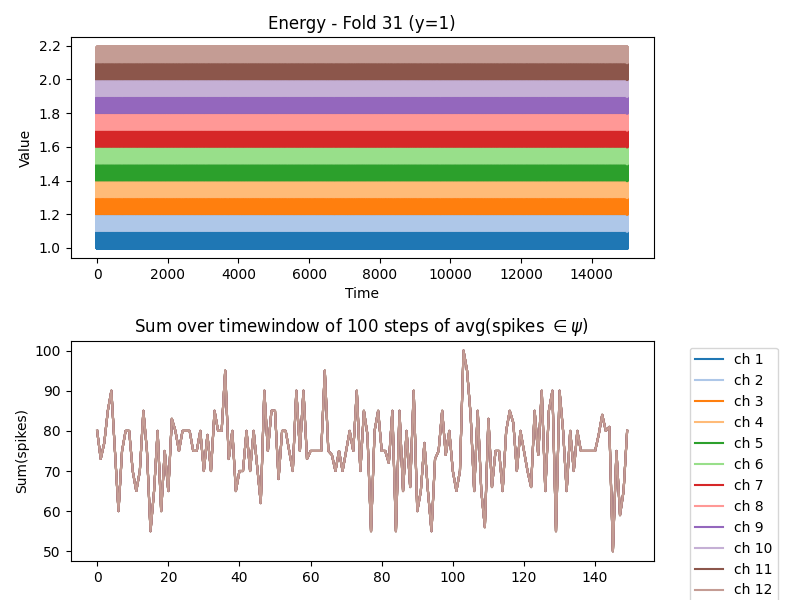 Energy - Fold 31 (y=1)
Value
2.2
2.0
1.8
1.6
1.4
1.2
1.0
0 2000 4000 6000 8000 10000 12000 14000
Time
Sum over timewindow of 100 steps of avg(spikes ∈ ψ)
Sum(spikes)
100
90
80
70
60
50
0 20 40 60 80 100 120 140
ch 1
ch 2
ch 3
ch 4
ch 5
ch 6
ch 7
ch 8
ch 9
ch 10
ch 11
ch 12